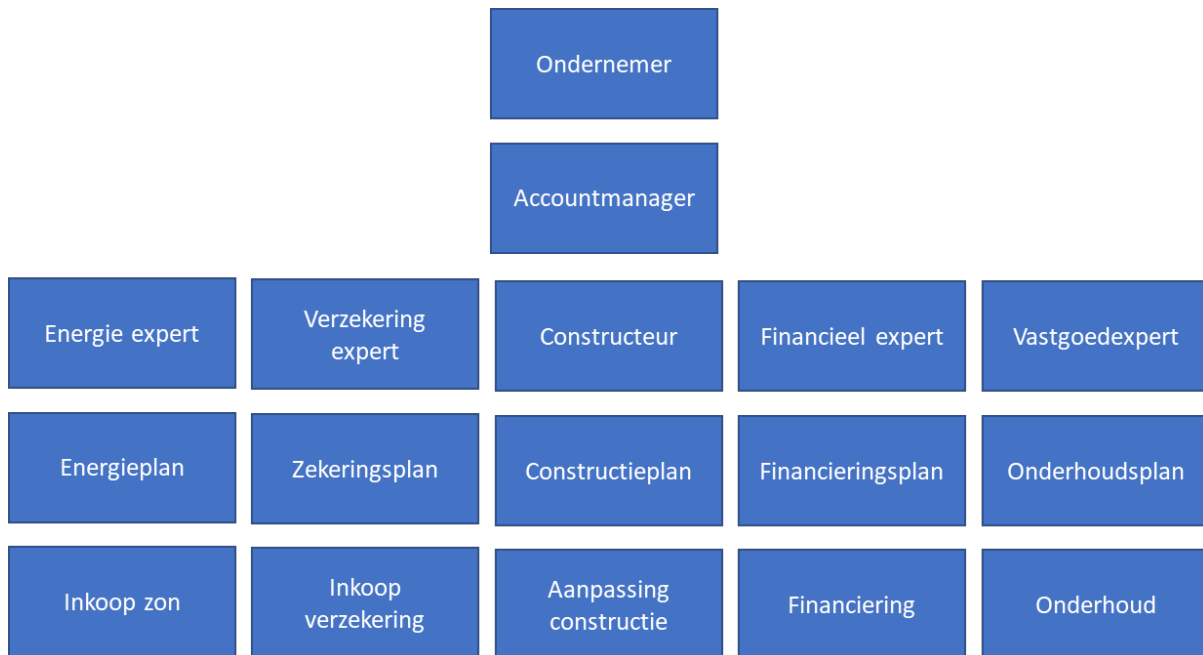 Ondernemer
Accountmanager
Energie expert
Verzekering
expert
Constructeur
Financieel expert
Vastgoedexpert
Energieplan
Zekeringsplan
Constructieplan
Financieringsplan
Onderhoudsplan
Inkoop zon
Inkoop
verzekering
Aanpassing
constructie
Financiering
Onderhoud